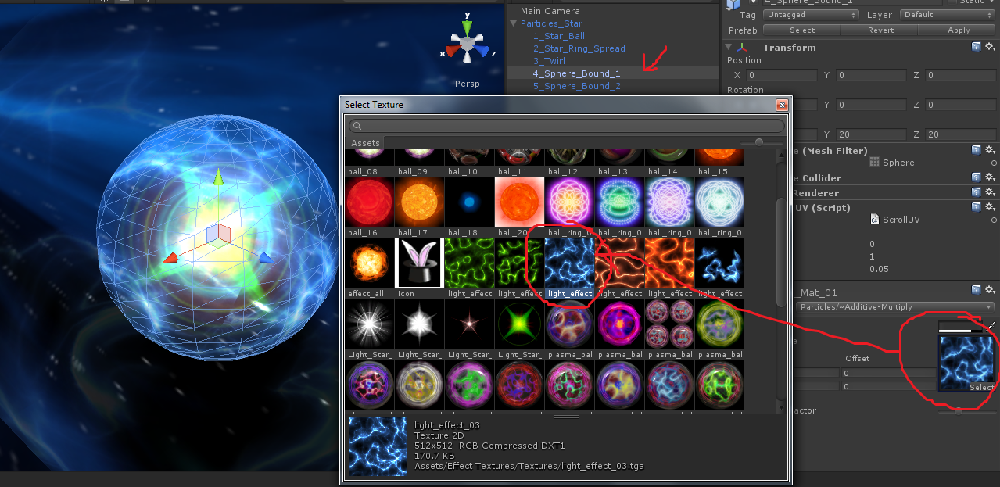 4_Sphere_Bound_1 Static
Main Camera
Tag Untagged Layer Default
Particles_Star
Prefab Select Revert Apply
1_Star_Ball
2_Star_Ring_Spread
Transform
3_Twirl
Position
4_Sphere_Bound_1
X 0 Y 0 Z 0
5_Sphere_Bound_2
Rotation
y
x z
Persp
Select Texture
Y 0 Z 0
Assets
Y 20 Z 20
e (Mesh Filter)
Sphere
ball_08 ball_09 ball_10 ball_11 ball_12 ball_13 ball_14 ball_15
e Collider
Renderer
UV (Script)
ScrollUV
ball_16 ball_17 ball_18 ball_20 ball_ring_0 ball_ring_0 ball_ring_0 ball_ring_0
0
1
0.05
effect_all icon light_effect light_effect light_effect light_effect light_effect light_effect
_Mat_01
Particles/~Additive-Multiply
Light_Star_ Light_Star_ Light_Star_ Light_Star_ plasma_bal plasma_bal plasma_bal plasma_bal
e
Offset
0
0
Select
actor
light_effect_03
Texture 2D
512x512 RGB Compressed DXT1
170.7 KB
Assets/Effect Textures/Textures/light_effect_03.tga